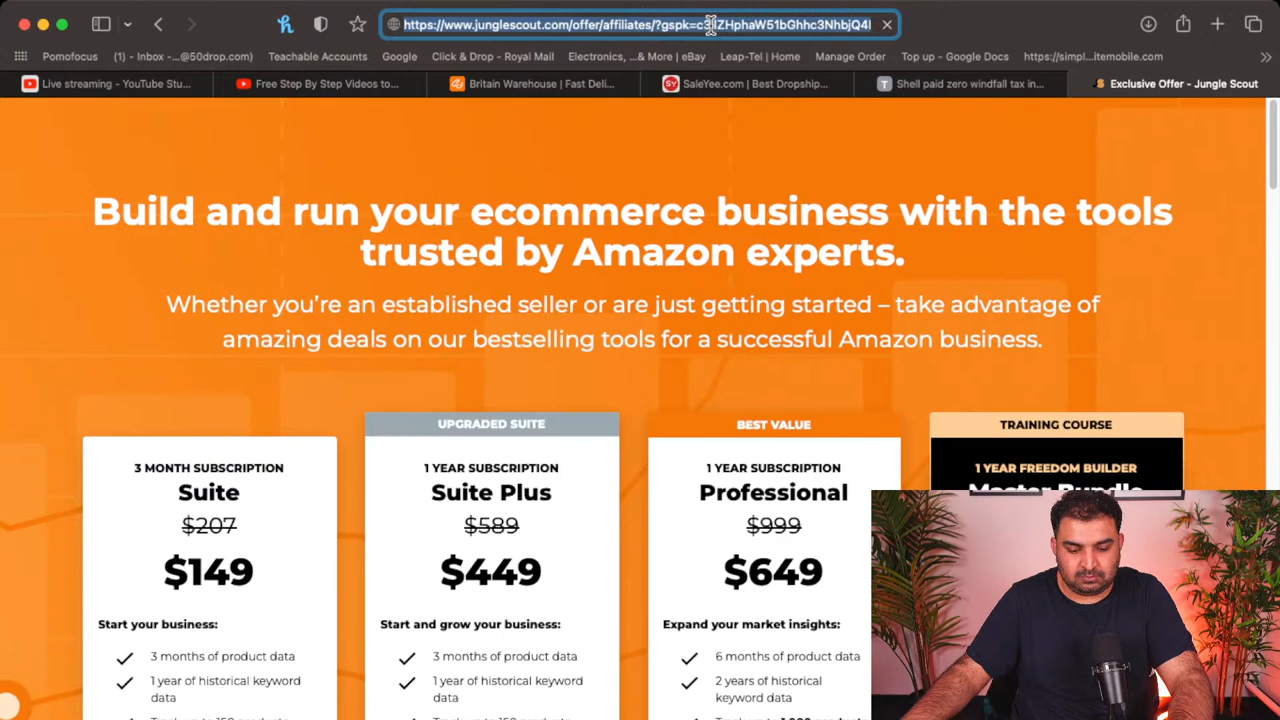 https://www.junglescout.com/offer/affiliates/?gspk=
Pomofocus
(1) - Inbox - ...@50drop.com)
Teachable Accounts
Google
Click & Drop - Royal Mail
Electronics, ...& More | eBay
Leap-Tel | Home
Manage Order
Top up - Google Docs
https://simpl...itemobile.com
Live streaming - YouTube Stu...
Free Step By Step Videos to...
Britain Warehouse | Fast Deli...
SaleYee.com | Best Dropship...
Shell paid zero windfall tax in...
Exclusive Offer - Jungle Scout
Build and run your ecommerce business with the tools
trusted by Amazon experts.
Whether you’re an established seller or are just getting started – take advantage of
amazing deals on our bestselling tools for a successful Amazon business.
3 MONTH SUBSCRIPTION
Suite
$207
$149
Start your business:
3 months of product data
1 year of historical keyword
data
UPGRADED SUITE
1 YEAR SUBSCRIPTION
Suite Plus
$589
$449
Start and grow your business:
3 months of product data
1 year of historical keyword
data
BEST VALUE
1 YEAR SUBSCRIPTION
Professional
$999
$649
Expand your market insights:
6 months of product data
2 years of historical
keyword data
TRAINING COURSE
1 YEAR FREEDOM BUILDER
Master Bundle